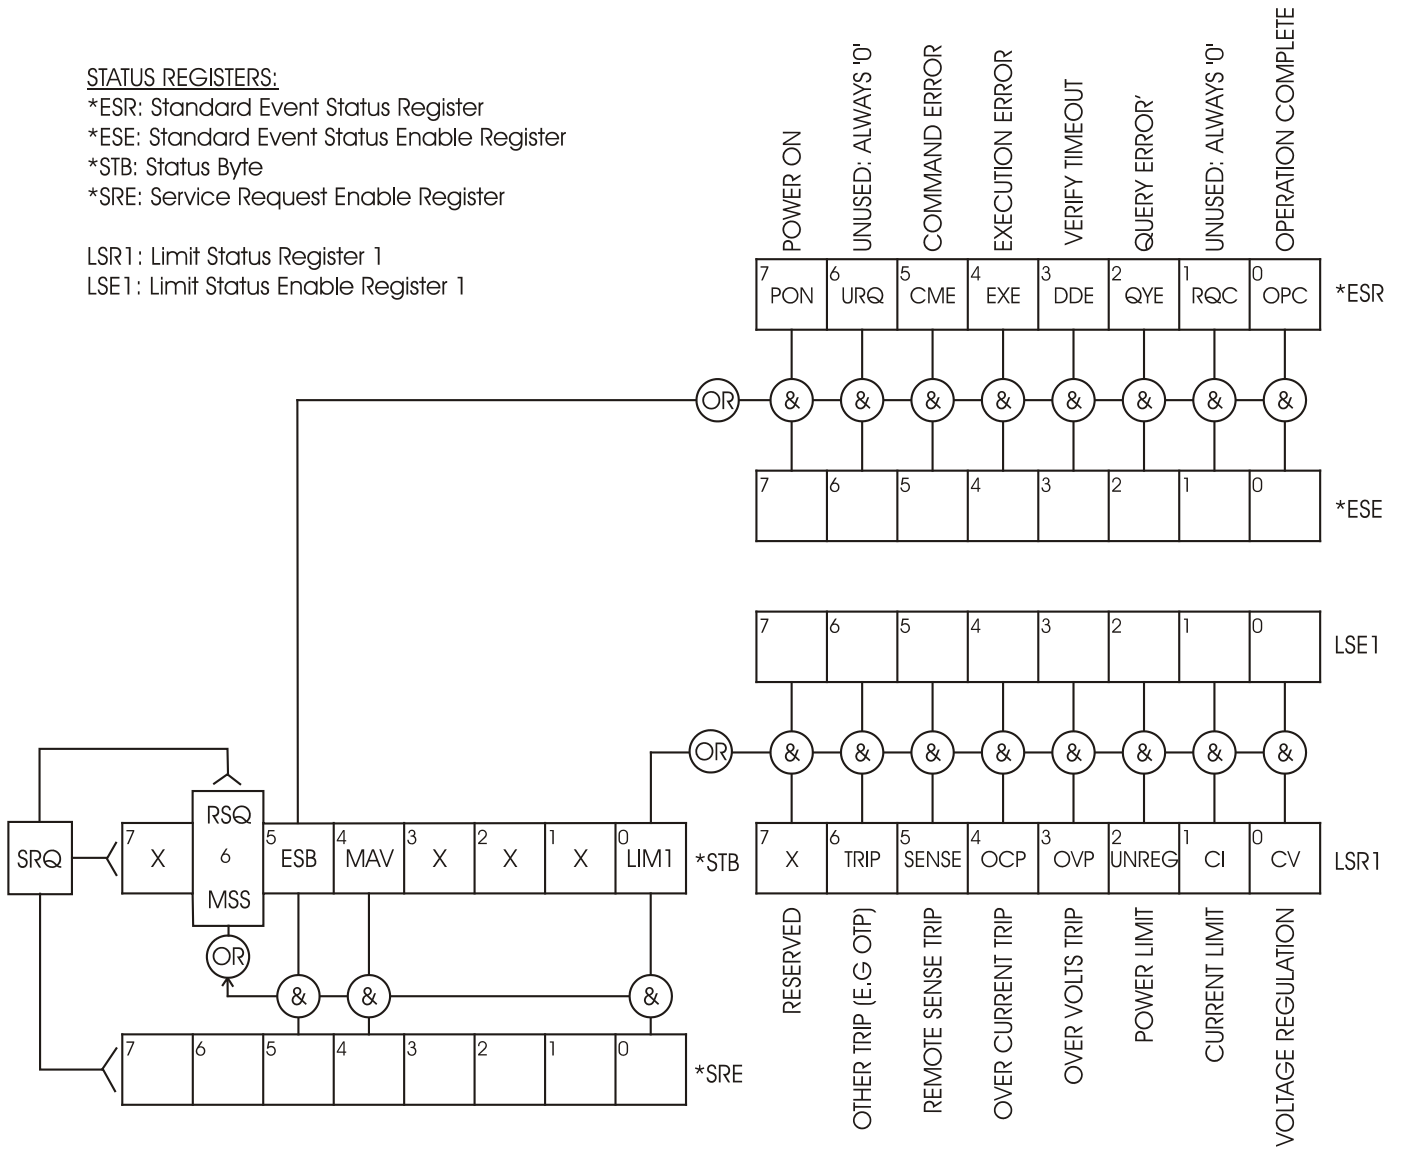 STATUS REGISTERS:
*ESR: Standard Event Status Register
*ESE: Standard Event Status Enable Register
*STB: Status Byte
*SRE: Service Request Enable Register
LSR1: Limit Status Register 1
LSE1: Limit Status Enable Register 1
POWER ON
UNUSED: ALWAYS '0'
COMMAND ERROR
EXECUTION ERROR
VERIFY TIMEOUT
QUERY ERROR'
UNUSED: ALWAYS '0'
OPERATION COMPLETE
7 6 5 4 3 2 1 0
PON URQ CME EXE DDE QYE RQC OPC *ESR
OR & & & & & & & &
7 6 5 4 3 2 1 0
*ESE
7 6 5 4 3 2 1 0
LSE1
OR & & & & & & & &
7 6 5 4 3 2 1 0
X TRIP SENSE OCP OVP UNREG CI CV LSR1
RESERVED
OTHER TRIP (E.G OTP)
REMOTE SENSE TRIP
OVER CURRENT TRIP
OVER VOLTS TRIP
POWER LIMIT
CURRENT LIMIT
VOLTAGE REGULATION
RSQ
7 6 5 4 3 2 1 0
SRQ X ESB MAV X X X LIM1 *STB
MSS
OR
& & &
7 6 5 4 3 2 1 0
*SRE